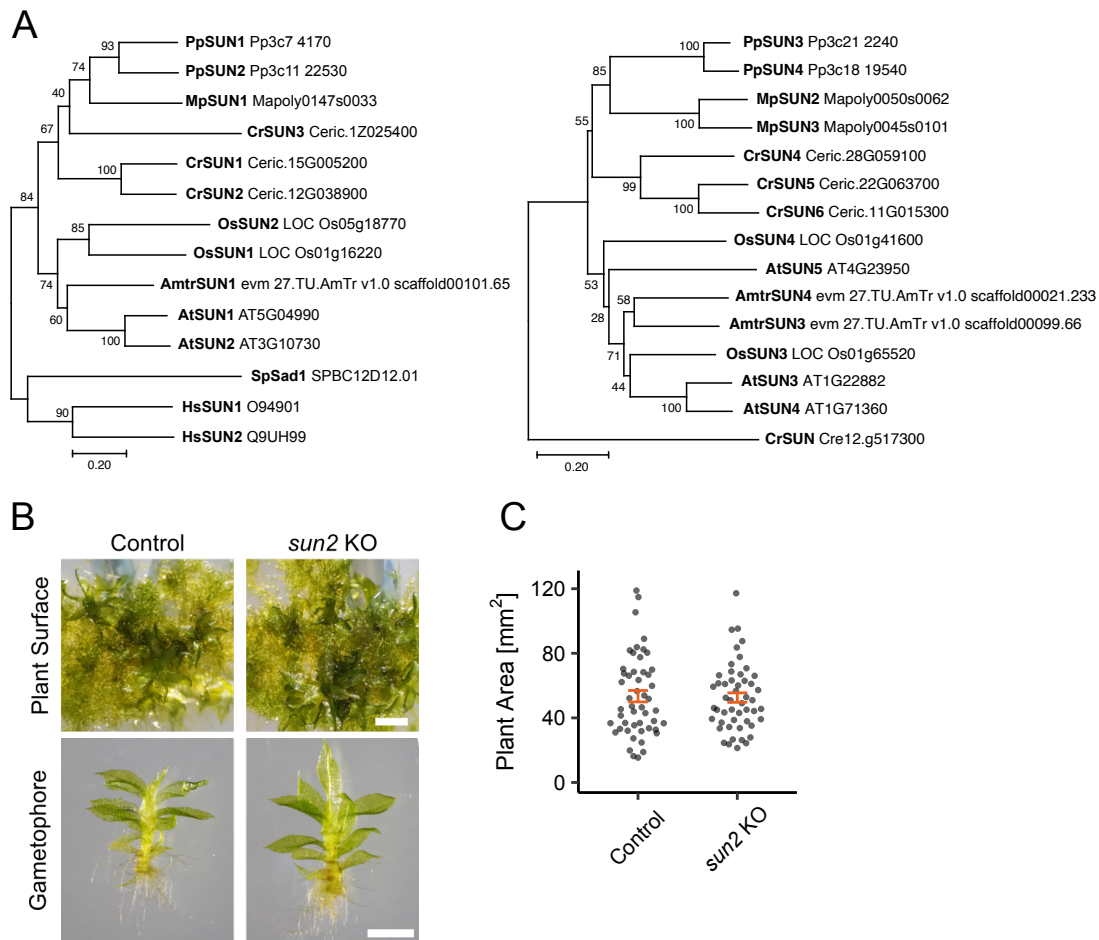 A
93
PpSUN1 Pp3c7 4170
74
PpSUN2 Pp3c11 22530
40
MpSUN1 Mapoly0147s0033
67
CrSUN3 Ceric.1Z025400
100
CrSUN1 Ceric.15G005200
84
CrSUN2 Ceric.12G038900
85
OsSUN2 LOC Os05g18770
OsSUN1 LOC Os01g16220
74
AmtrSUN1 evm 27.TU.AmTr v1.0 scaffold00101.65
60
AtSUN1 AT5G04990
100
AtSUN2 AT3G10730
SpSad1 SPBC12D12.01
90
HsSUN1 O94901
HsSUN2 Q9UH99
0.20
100
PpSUN3 Pp3c21 2240
85
PpSUN4 Pp3c18 19540
MpSUN2 Mapoly0050s0062
55
100
MpSUN3 Mapoly0045s0101
CrSUN4 Ceric.28G059100
99
CrSUN5 Ceric.22G063700
100
CrSUN6 Ceric.11G015300
OsSUN4 LOC Os01g41600
53
AtSUN5 AT4G23950
58
AmtrSUN4 evm 27.TU.AmTr v1.0 scaffold00021.233
28
AmtrSUN3 evm 27.TU.AmTr v1.0 scaffold00099.66
71
OsSUN3 LOC Os01g65520
44
AtSUN3 AT1G22882
100
AtSUN4 AT1G71360
CrSUN Cre12.g517300
0.20
B
Control
sun2 KO
Plant Surface
Gametophore
C
Plant Area [mm²]
120
80
40
0
Control
sun2 KO